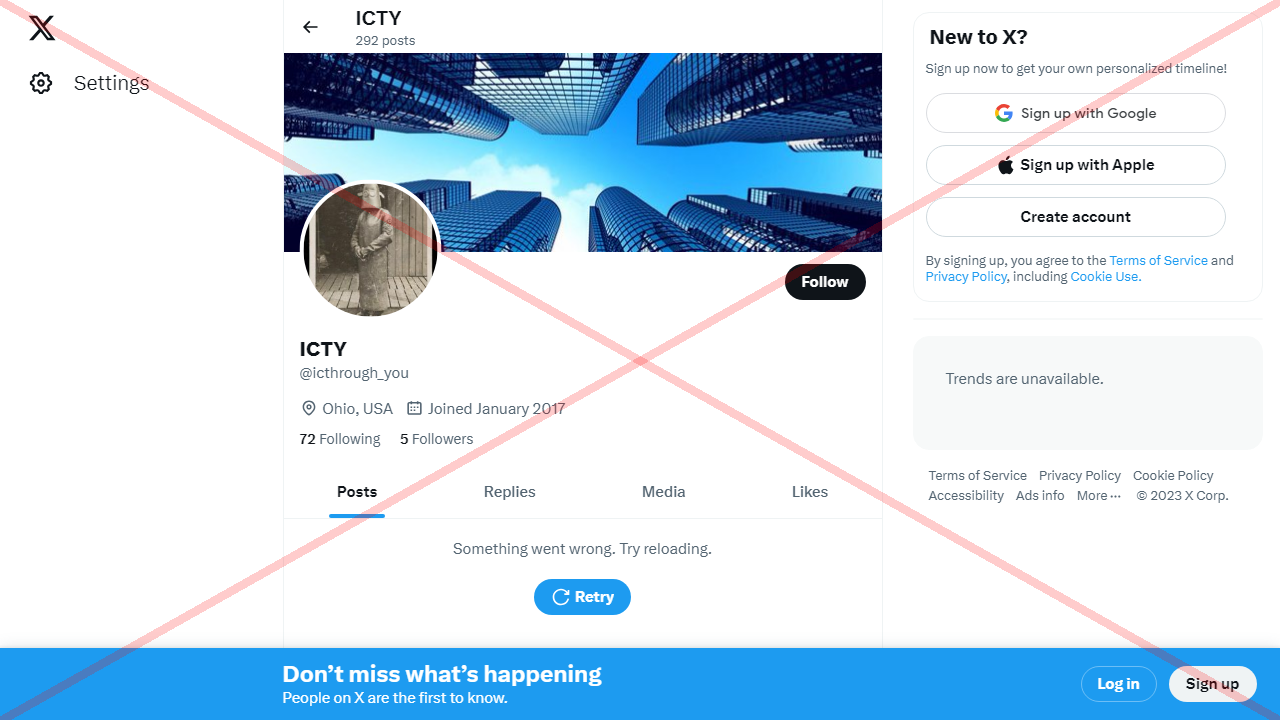 Settings
ICTY
292 posts
Follow
ICTY
@icthrough_you
Ohio, USA Joined January 2017
72 Following 5 Followers
Posts Replies Media Likes
Something went wrong. Try reloading.
Retry
New to X?
Sign up now to get your own personalized timeline!
Sign up with Google
Sign up with Apple
Create account
By signing up, you agree to the Terms of Service and
Privacy Policy, including Cookie Use.
Trends are unavailable.
Terms of Service Privacy Policy Cookie Policy
Accessibility Ads info More ··· © 2023 X Corp.
Don’t miss what’s happening
People on X are the first to know.
Log in Sign up